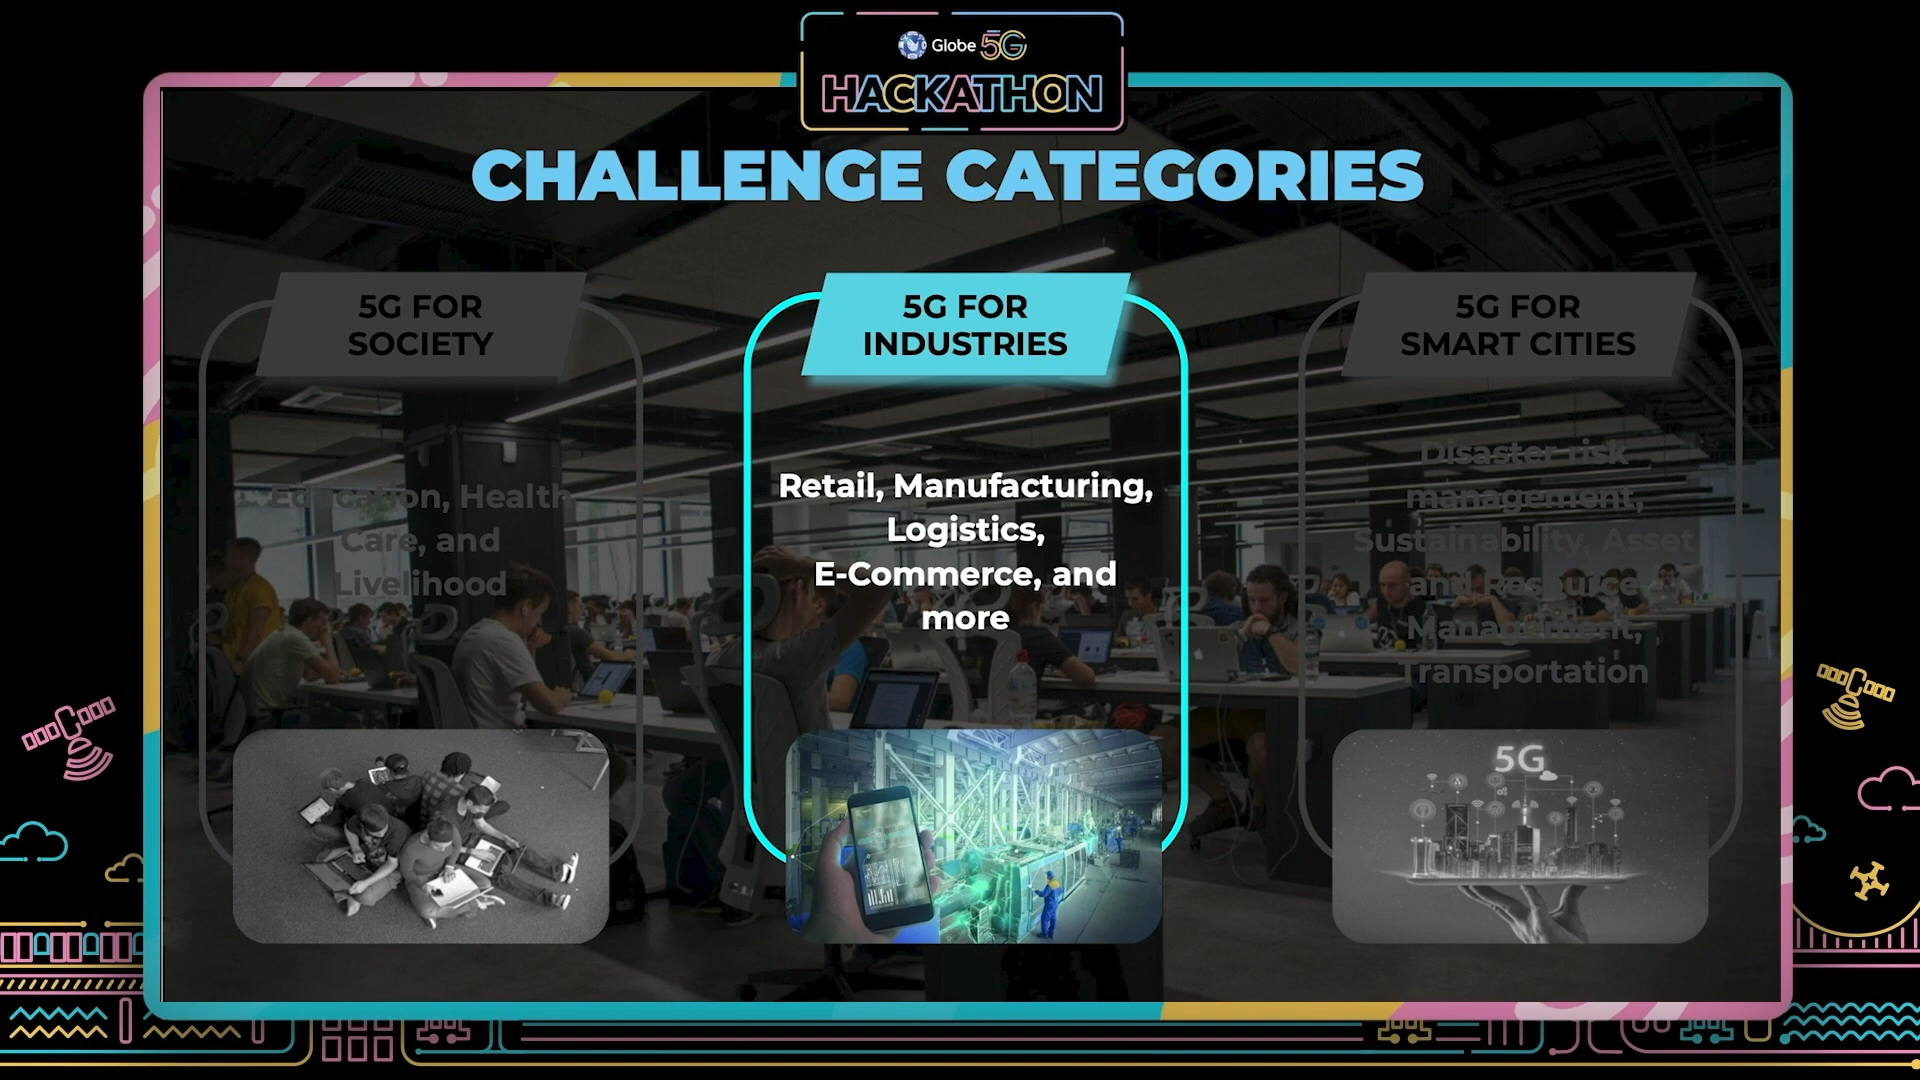 Globe 5G
HACKATHON
CHALLENGE CATEGORIES
5G FOR
SOCIETY
Education, Health
Care, and
Livelihood
5G FOR
INDUSTRIES
Retail, Manufacturing,
Logistics,
E-Commerce, and
more
5G FOR
SMART CITIES
Disaster risk
management,
Sustainability, Asset
and Resource
Management,
Transportation
5G